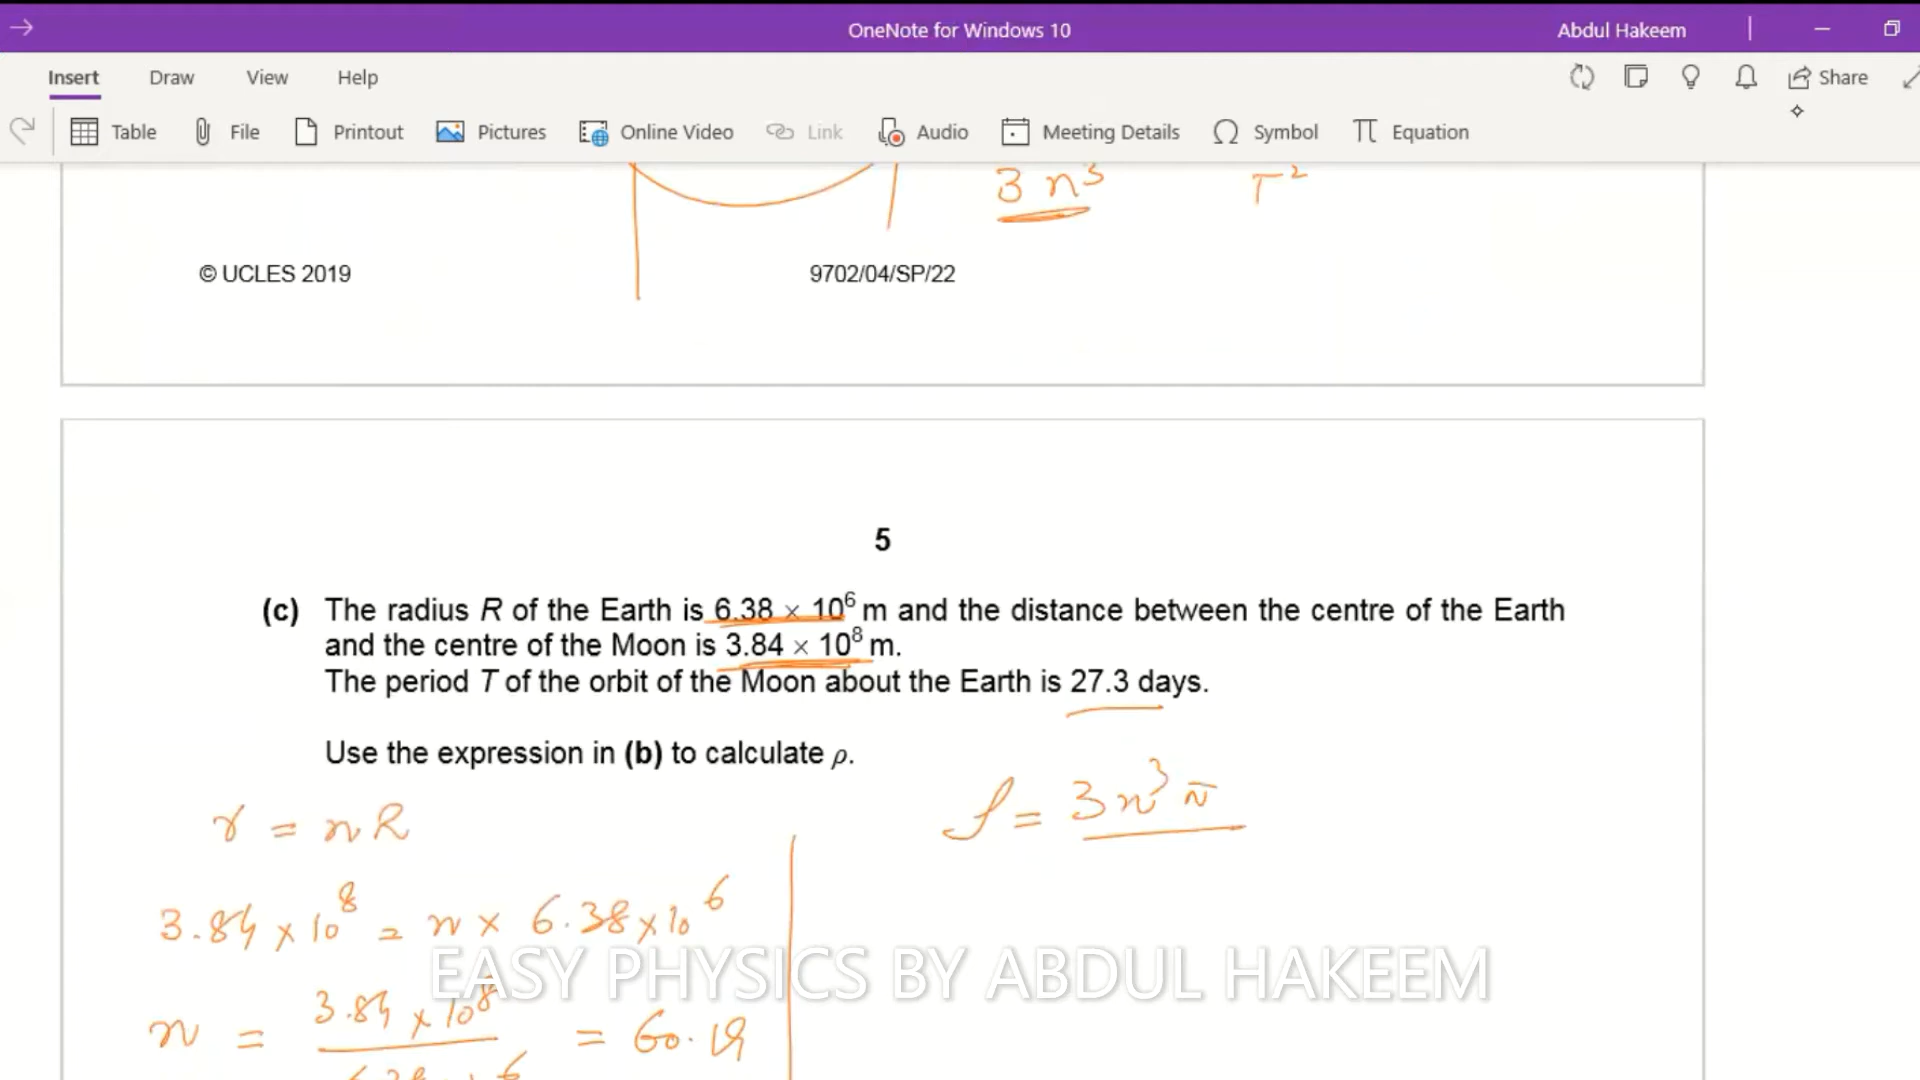 OneNote for Windows 10
Abdul Hakeem
Insert Draw View Help
Share
Table File Printout Pictures Online Video Link Audio Meeting Details Symbol Equation
3 n³
T²
© UCLES 2019
9702/04/SP/22
5
(c) The radius R of the Earth is 6.38 × 10⁶ m and the distance between the centre of the Earth
and the centre of the Moon is 3.84 × 10⁸ m.
The period T of the orbit of the Moon about the Earth is 27.3 days.
Use the expression in (b) to calculate ρ.
r = n R
ρ = 3 n³ π
3.84 × 10⁸ = n × 6.38 × 10⁶
EASY PHYSICS BY ABDUL HAKEEM
n = 3.84 × 10⁸ = 60.19